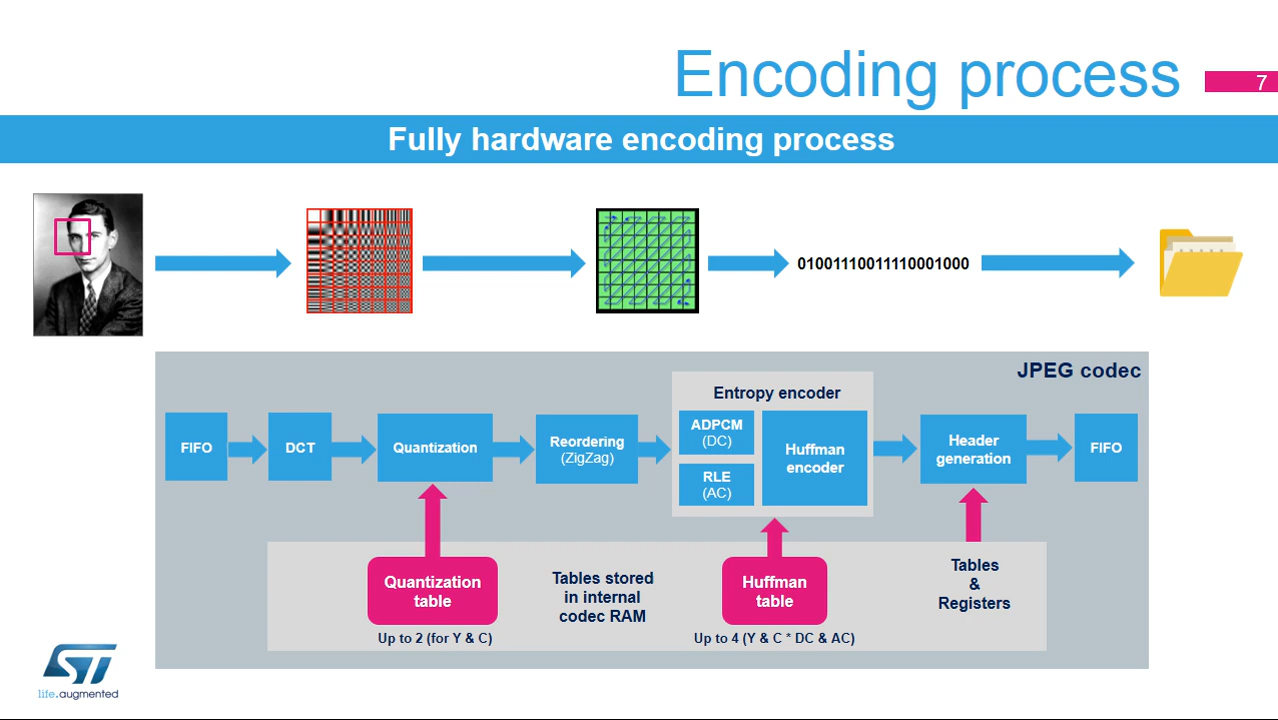 Encoding process
7
Fully hardware encoding process
01001110011110001000
JPEG codec
Entropy encoder
FIFO
DCT
Quantization
Reordering
(ZigZag)
ADPCM
(DC)
RLE
(AC)
Huffman
encoder
Header
generation
FIFO
Quantization
table
Up to 2 (for Y & C)
Tables stored
in internal
codec RAM
Huffman
table
Up to 4 (Y & C * DC & AC)
Tables
&
Registers
ST
life.augmented